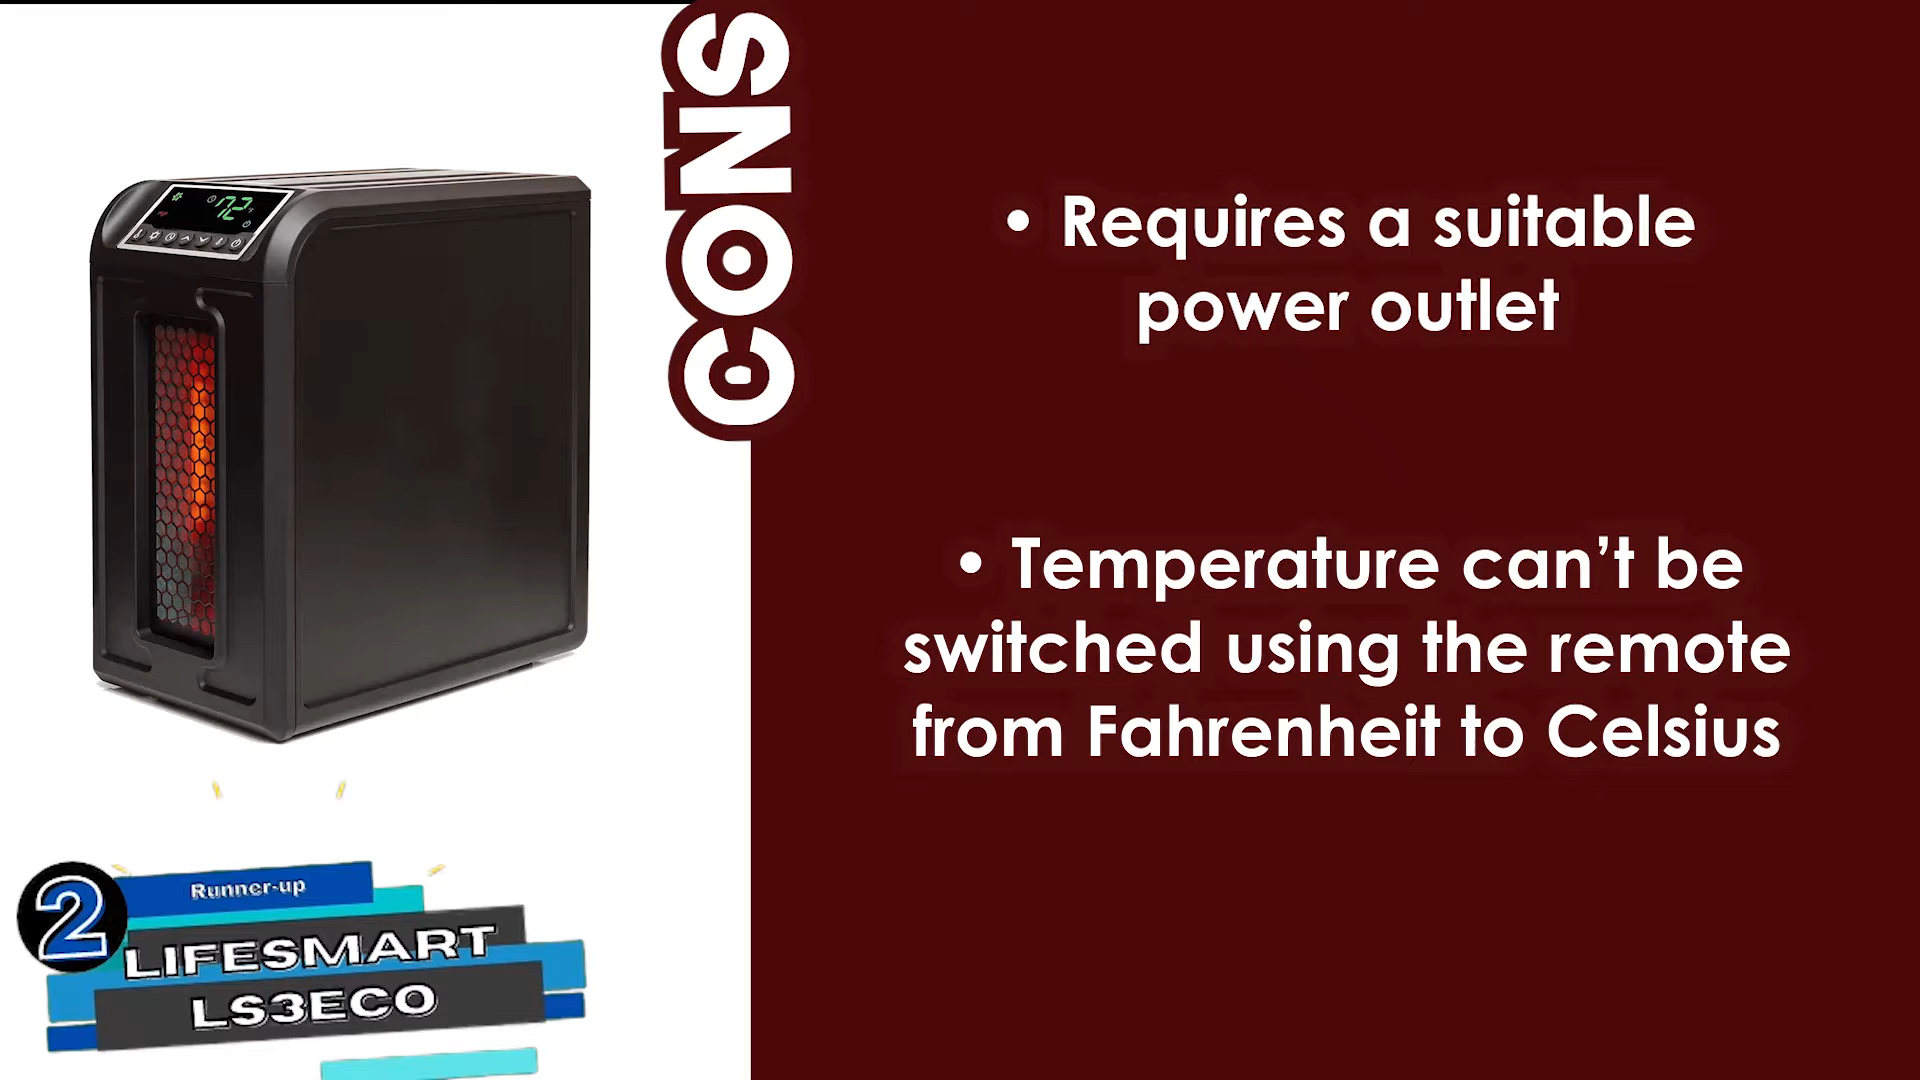 CONS
72
• Requires a suitable
power outlet
• Temperature can’t be
switched using the remote
from Fahrenheit to Celsius
2
Runner-up
LIFESMART
LS3ECO